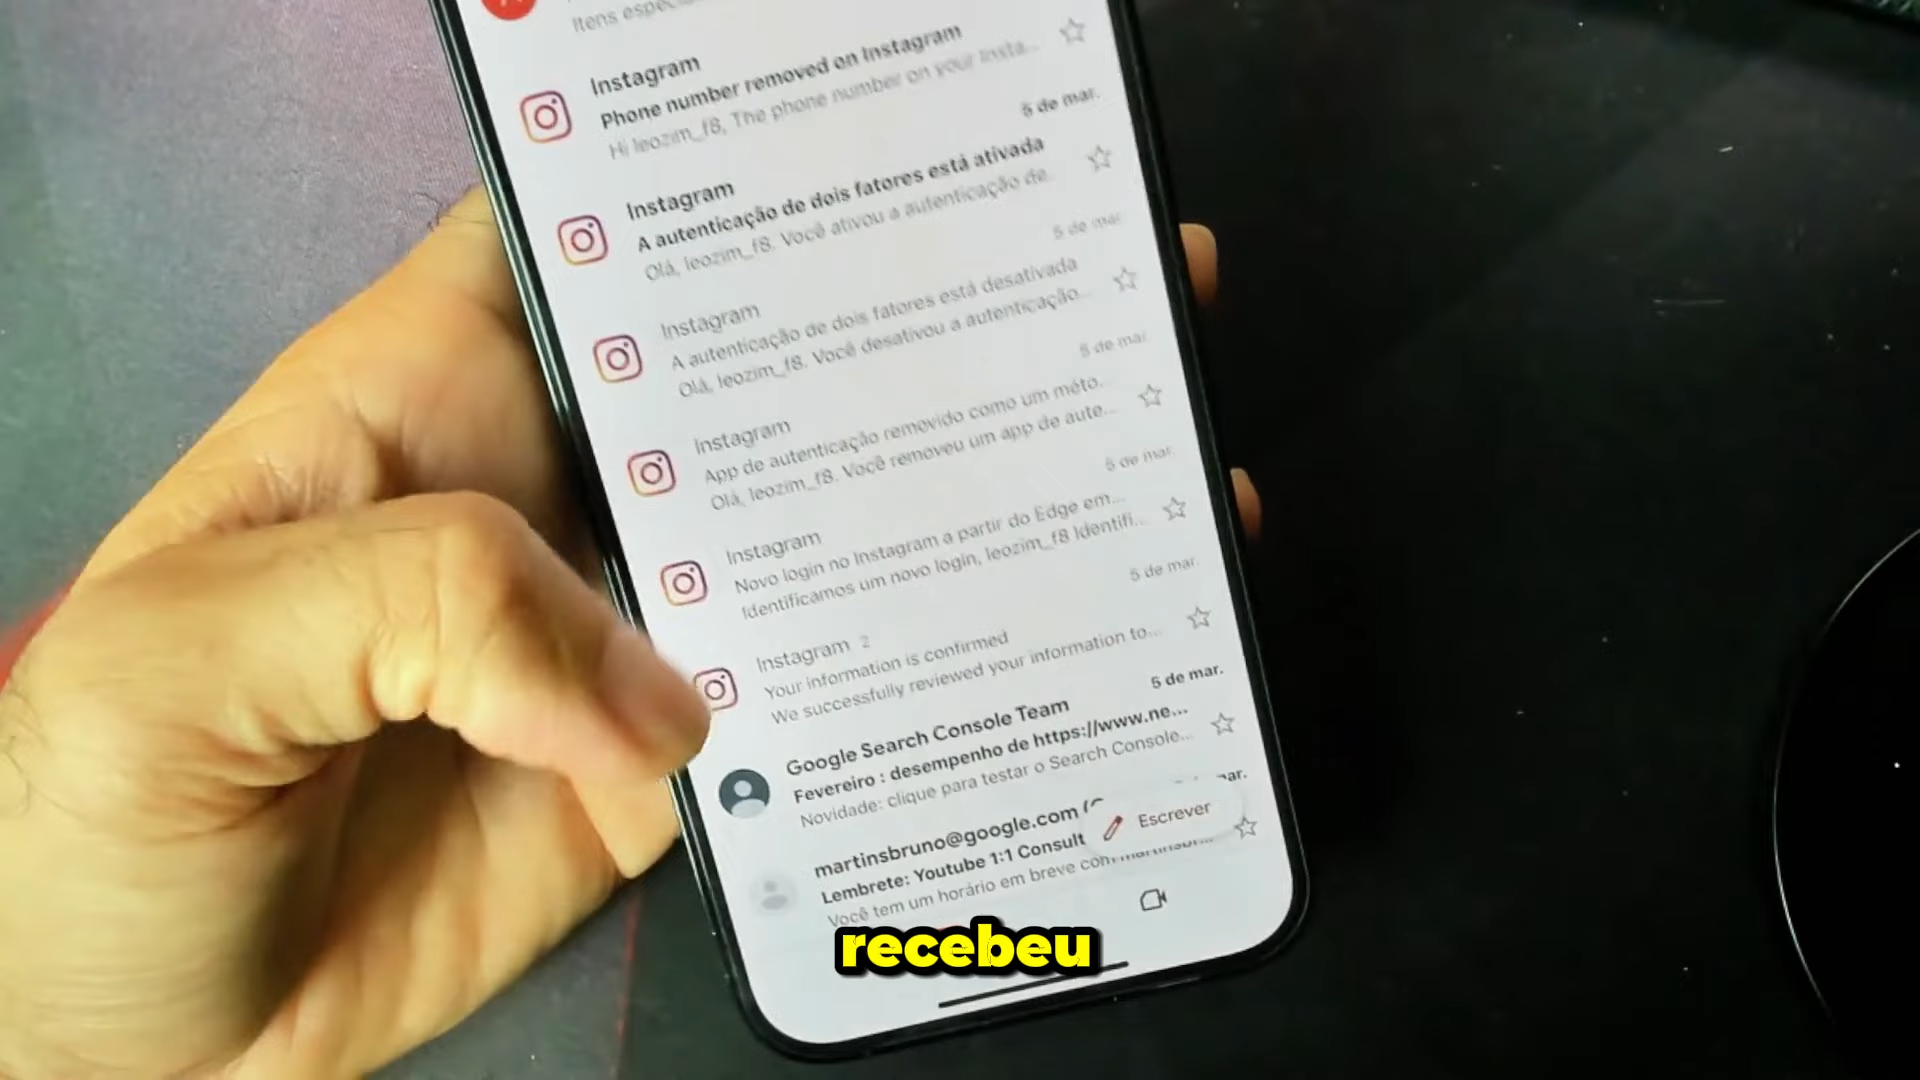 Itens espec
Instagram
Phone number removed on Instagram
Hi leozim_f8, The phone number on your Insta...
5 de mar.
Instagram
A autenticação de dois fatores está ativada
Olá, leozim_f8. Você ativou a autenticação de.
5 de mar.
Instagram
A autenticação de dois fatores está desativada
Olá, leozim_f8. Você desativou a autenticação...
5 de mar.
Instagram
App de autenticação removido como um méto...
Olá, leozim_f8. Você removeu um app de aute...
5 de mar.
Instagram
Novo login no Instagram a partir do Edge em...
Identificamos um novo login, leozim_f8 Identifi...
5 de mar.
Instagram 2
Your information is confirmed
We successfully reviewed your information to...
5 de mar.
Google Search Console Team
Fevereiro : desempenho de https://www.ne...
Novidade: clique para testar o Search Console...
mar.
martinsbruno@google.com
Lembrete: Youtube 1:1 Consult
Você tem um horário em breve com
Escrever
recebeu